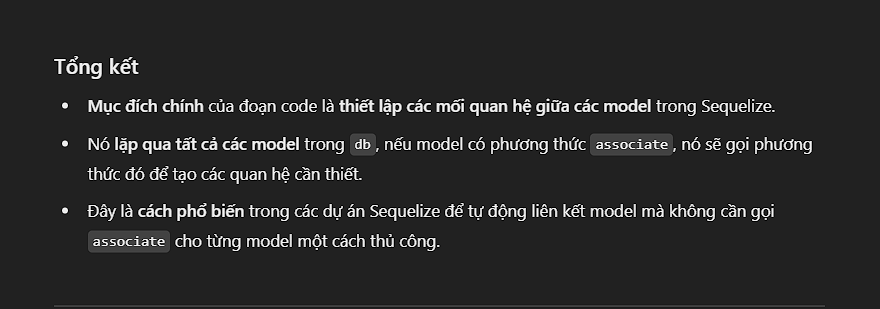 Tổng kết
• Mục đích chính của đoạn code là thiết lập các mối quan hệ giữa các model trong Sequelize.
• Nó lặp qua tất cả các model trong db, nếu model có phương thức associate, nó sẽ gọi phương
thức đó để tạo các quan hệ cần thiết.
• Đây là cách phổ biến trong các dự án Sequelize để tự động liên kết model mà không cần gọi
associate cho từng model một cách thủ công.